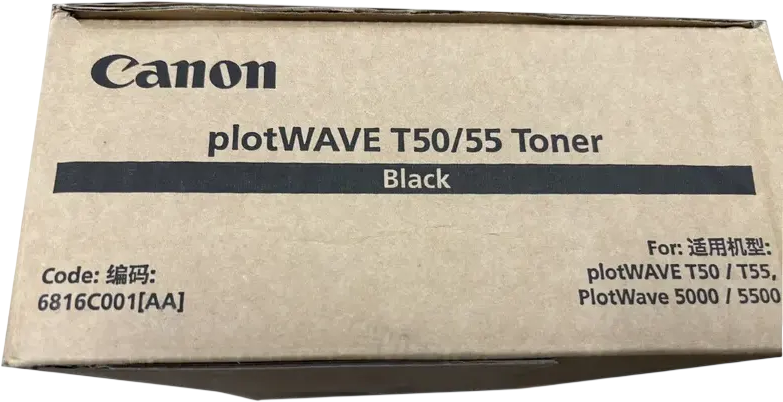 Canon
plotWAVE T50/55 Toner
Black
For: 适用机型:
plotWAVE T50 / T55,
PlotWave 5000 / 5500
Code: 编码:
6816C001[AA]